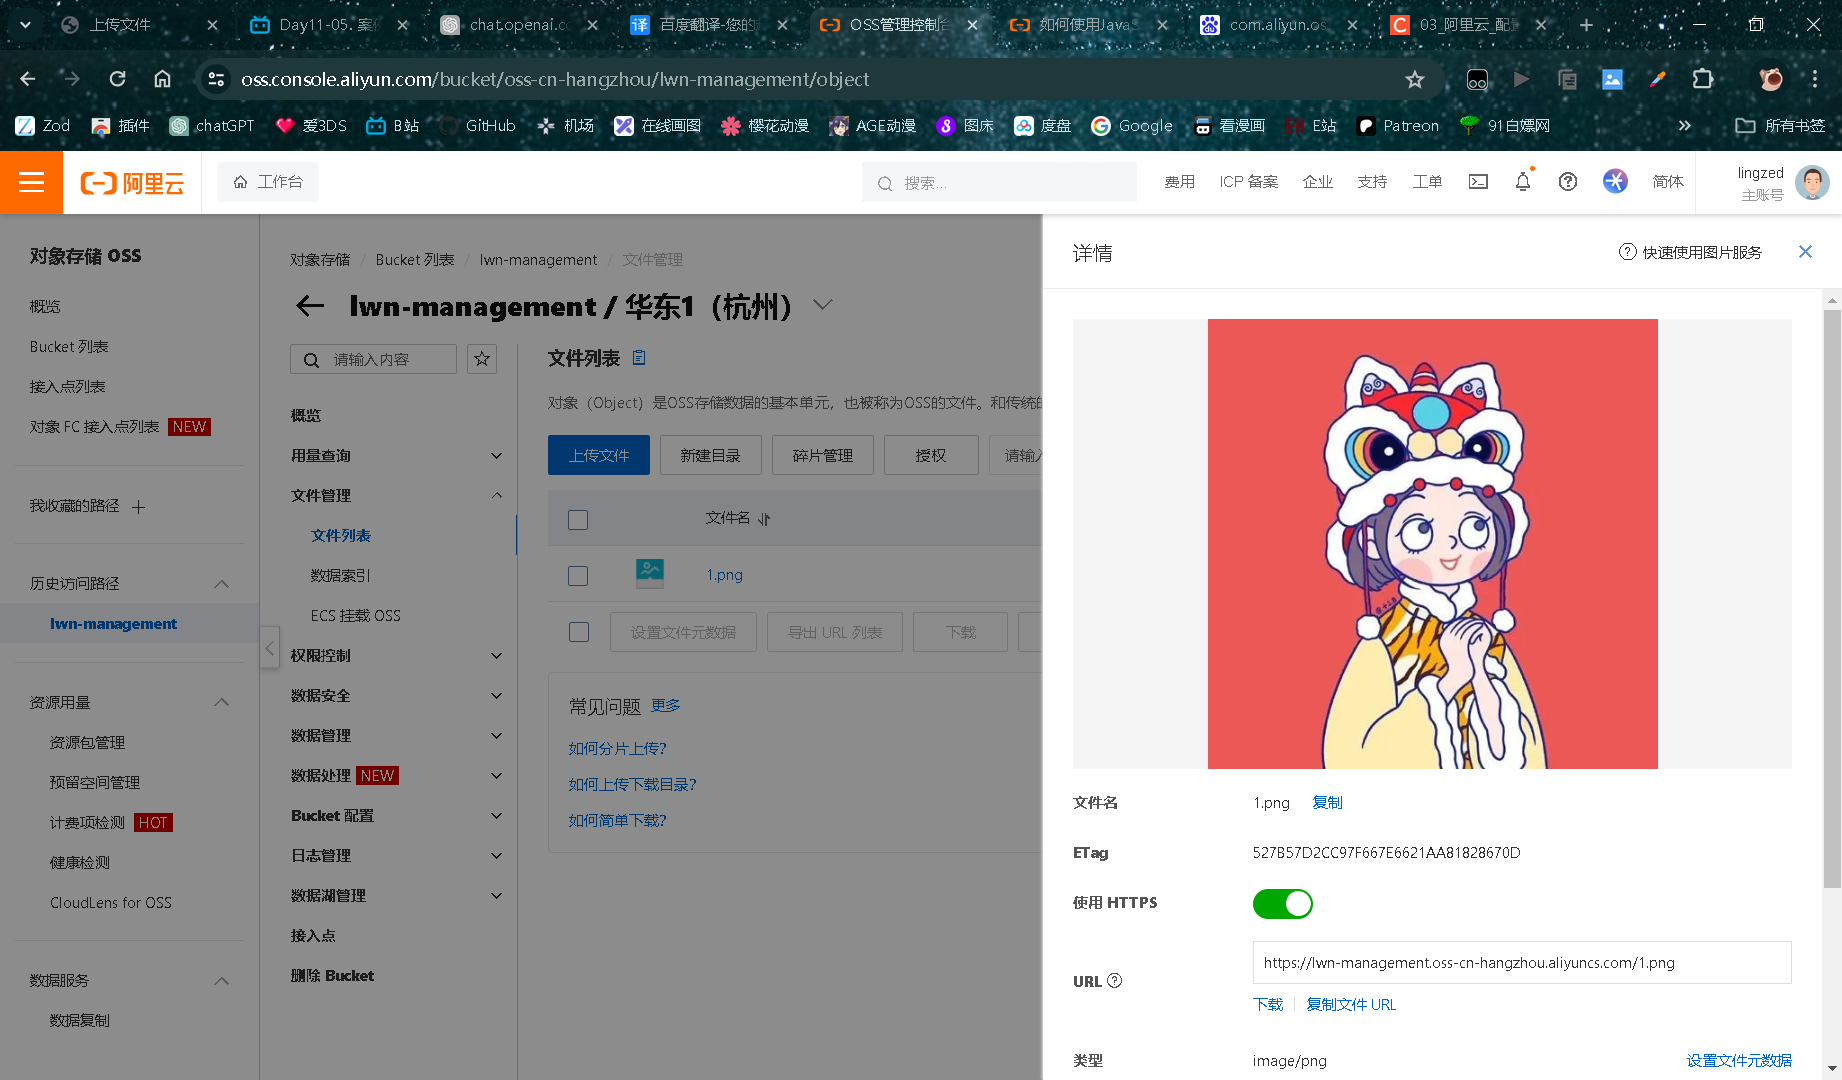 上传文件
Day11-05. 案
chat.openai.c
百度翻译-您的
OSS管理控制台
如何使用Java
com.aliyun.os
03_阿里云_配
oss.console.aliyun.com/bucket/oss-cn-hangzhou/lwn-management/object
Zod
插件
chatGPT
爱3DS
B站
GitHub
机场
在线画图
樱花动漫
AGE动漫
图床
度盘
Google
看漫画
E站
Patreon
91白嫖网
所有书签
阿里云
工作台
搜索...
费用
ICP 备案
企业
支持
工单
简体
lingzed
主账号
对象存储 OSS
概览
Bucket 列表
接入点列表
对象 FC 接入点列表 NEW
我收藏的路径
历史访问路径
lwn-management
资源用量
资源包管理
预留空间管理
计费项检测 HOT
健康检测
CloudLens for OSS
数据服务
数据复制
对象存储 / Bucket 列表 / lwn-management / 文件管理
lwn-management / 华东1（杭州）
请输入内容
概览
用量查询
文件管理
文件列表
数据索引
ECS 挂载 OSS
权限控制
数据安全
数据管理
数据处理 NEW
Bucket 配置
日志管理
数据湖管理
接入点
删除 Bucket
文件列表
对象（Object）是OSS存储数据的基本单元，也被称为OSS的文件。和传统的
上传文件
新建目录
碎片管理
授权
请输入
文件名
1.png
设置文件元数据
导出 URL 列表
下载
常见问题 更多
如何分片上传?
如何上传下载目录?
如何简单下载?
详情
快速使用图片服务
文件名 1.png 复制
ETag 527B57D2CC97F667E6621AA81828670D
使用 HTTPS
URL https://lwn-management.oss-cn-hangzhou.aliyuncs.com/1.png
下载 复制文件 URL
类型 image/png 设置文件元数据